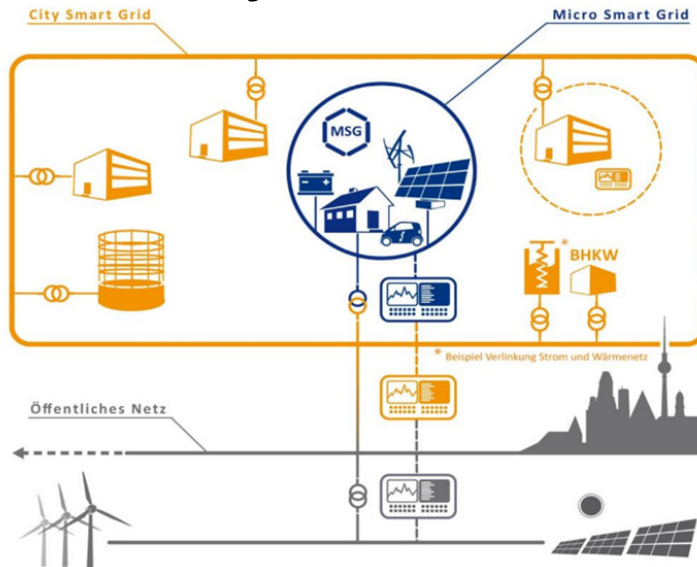 City Smart Grid
Micro Smart Grid
MSG
*
BHKW
* Beispiel Verlinkung Strom und Wärmenetz
Öffentliches Netz